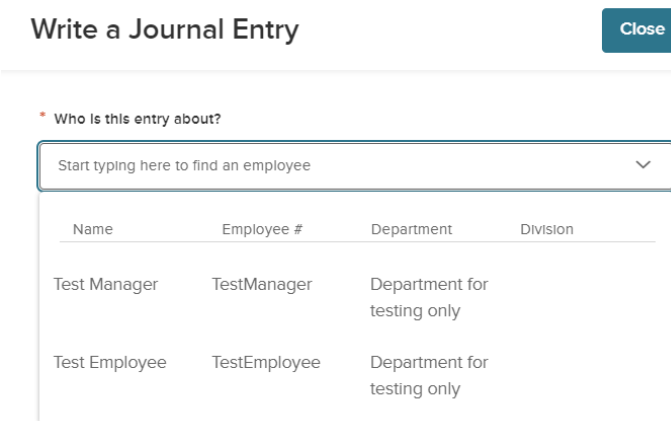 Write a Journal Entry
Close
* Who is this entry about?
Start typing here to find an employee
Name Employee # Department Division
Test Manager TestManager Department for
testing only
Test Employee TestEmployee Department for
testing only